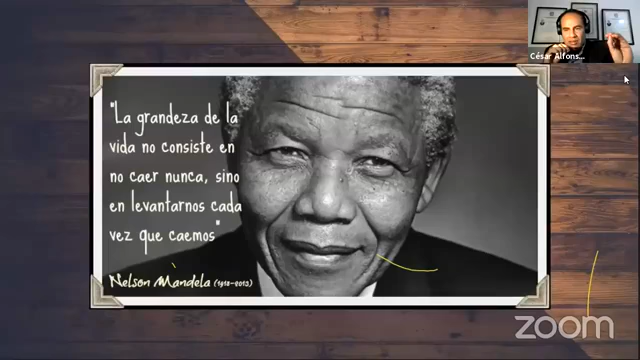 César Alfons...
"La grandeza de la
vida no consiste en
no caer nunca, sino
en levantarnos cada
vez que caemos"
Nelson Mandela (1918-2013)
zoom